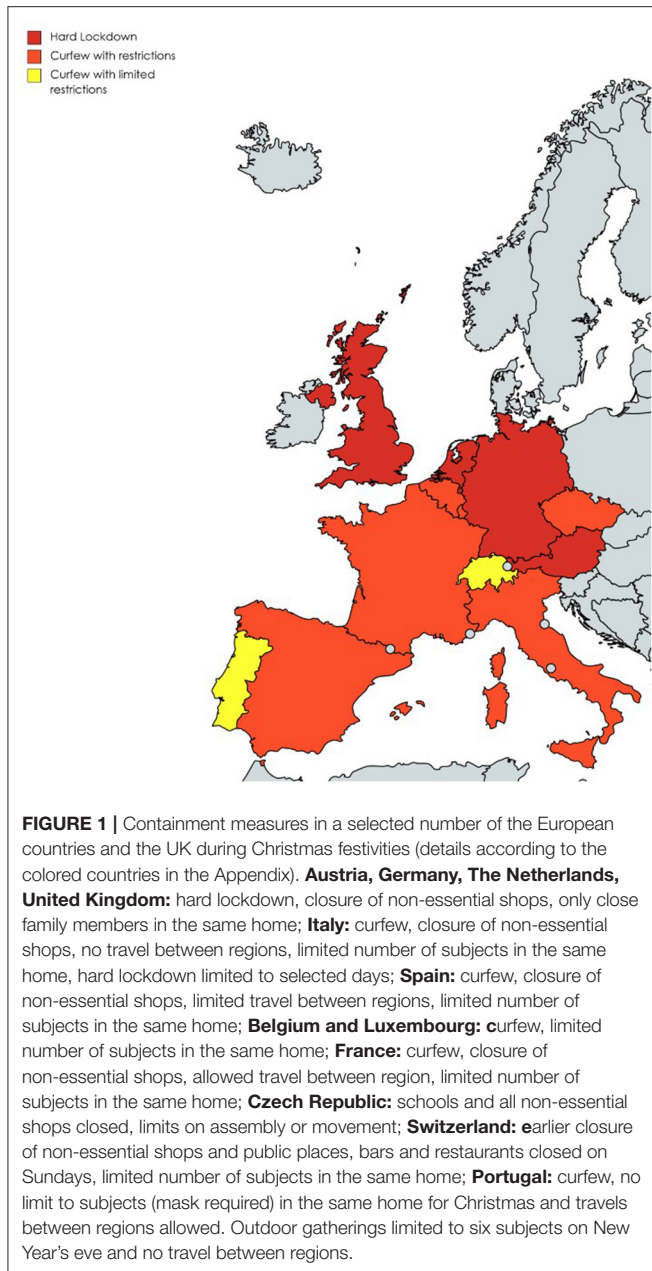 Hard Lockdown
Curfew with restrictions
Curfew with limited
restrictions
FIGURE 1 | Containment measures in a selected number of the European
countries and the UK during Christmas festivities (details according to the
colored countries in the Appendix). Austria, Germany, The Netherlands,
United Kingdom: hard lockdown, closure of non-essential shops, only close
family members in the same home; Italy: curfew, closure of non-essential
shops, no travel between regions, limited number of subjects in the same
home, hard lockdown limited to selected days; Spain: curfew, closure of
non-essential shops, limited travel between regions, limited number of
subjects in the same home; Belgium and Luxembourg: curfew, limited
number of subjects in the same home; France: curfew, closure of
non-essential shops, allowed travel between region, limited number of
subjects in the same home; Czech Republic: schools and all non-essential
shops closed, limits on assembly or movement; Switzerland: earlier closure
of non-essential shops and public places, bars and restaurants closed on
Sundays, limited number of subjects in the same home; Portugal: curfew, no
limit to subjects (mask required) in the same home for Christmas and travels
between regions allowed. Outdoor gatherings limited to six subjects on New
Year's eve and no travel between regions.